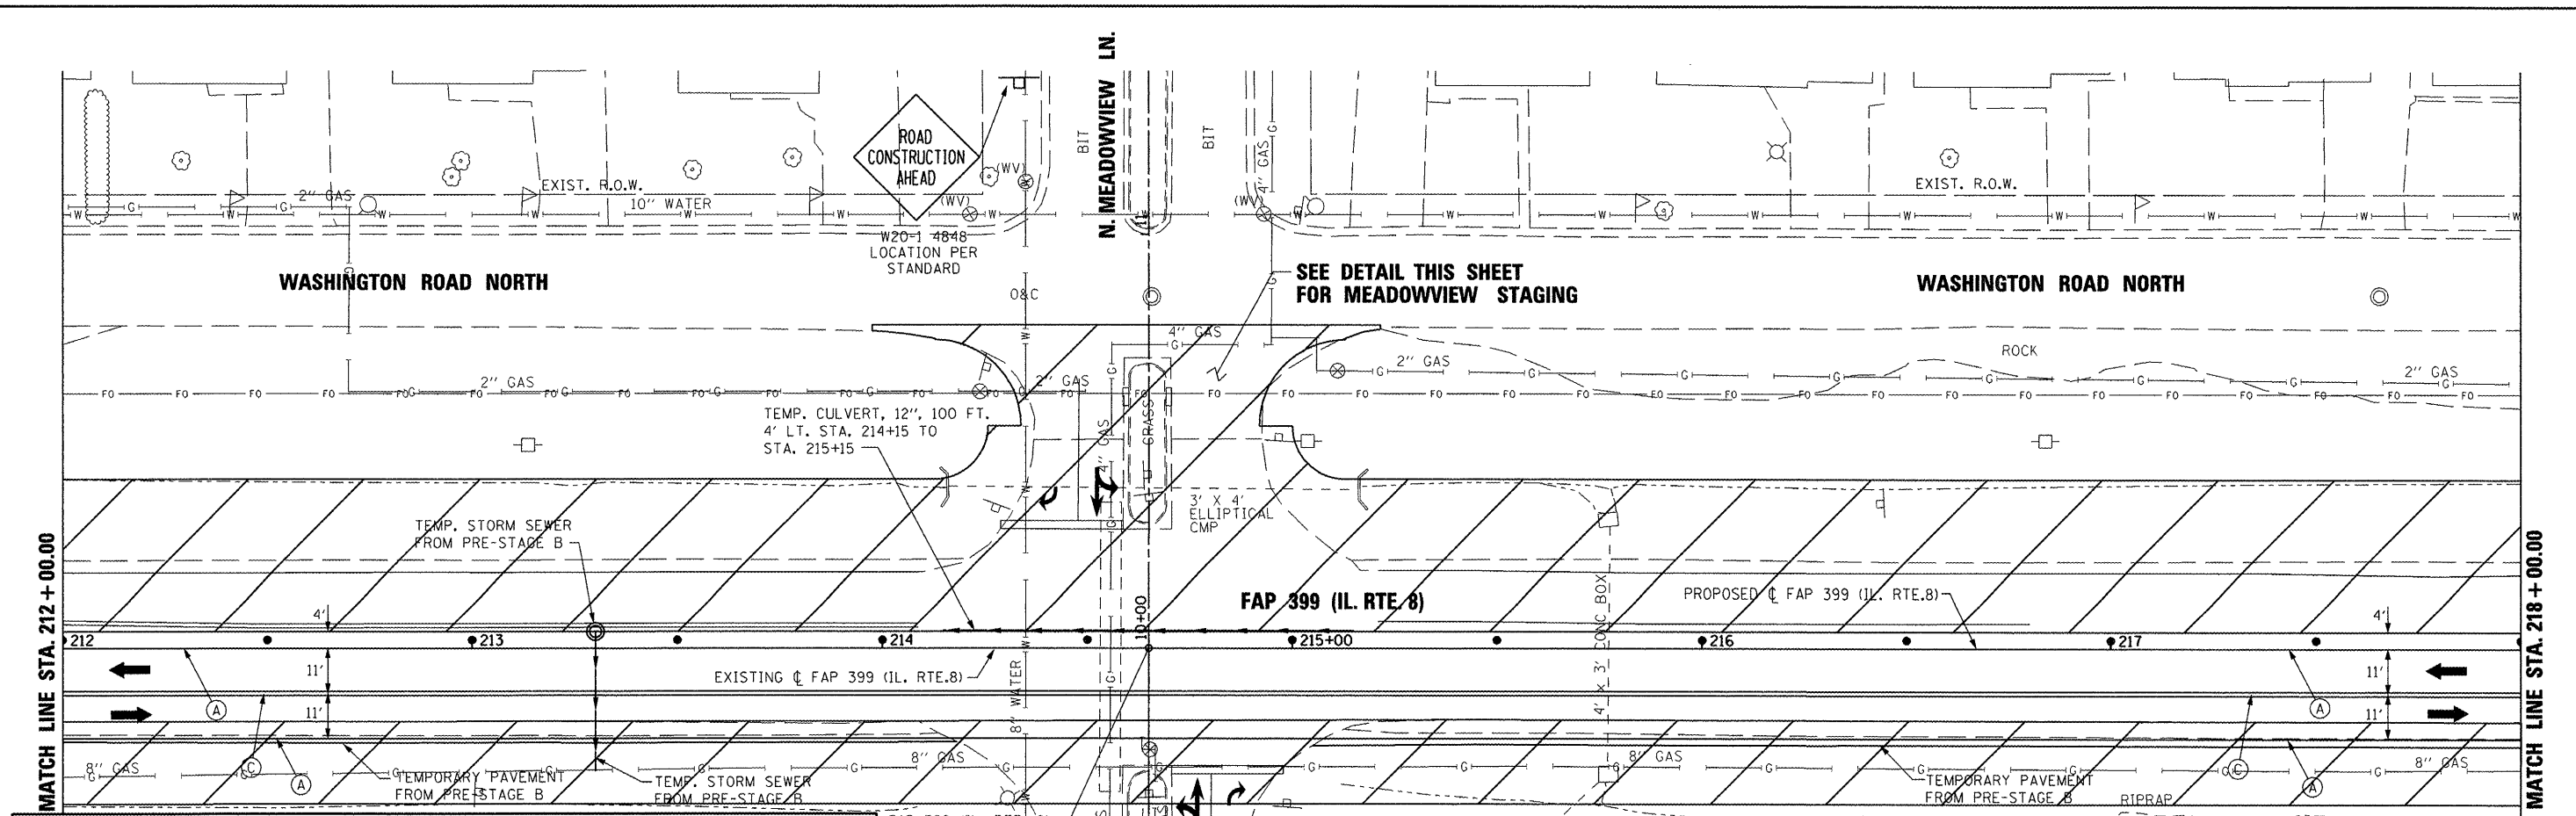 N. MEADOWVIEW LN.
ROAD
CONSTRUCTION
AHEAD
(WV)
(WV)
(WV)
BIT
BIT
4" GAS
2" GAS
EXIST. R.O.W.
10" WATER
EXIST. R.O.W.
W20-1 4848
LOCATION PER
STANDARD
WASHINGTON ROAD NORTH
O&C
SEE DETAIL THIS SHEET
FOR MEADOWVIEW STAGING
WASHINGTON ROAD NORTH
4" GAS
ROCK
2" GAS
2" GAS
2" GAS
2" GAS
TEMP. CULVERT, 12", 100 FT.
4' LT. STA. 214+15 TO
STA. 215+15
4" GAS
GRASS
3' X 4'
ELLIPTICAL
CMP
TEMP. STORM SEWER
FROM PRE-STAGE B
MATCH LINE STA. 212+00.00
MATCH LINE STA. 218+00.00
FAP 399 (IL. RTE.8)
PROPOSED ℄ FAP 399 (IL. RTE.8)
4' x 3' CONC BOX
4'
4'
10+00
212
213
214
215+00
216
217
EXISTING ℄ FAP 399 (IL. RTE.8)
8" WATER
11'
11'
11'
11'
A
A
C
A
C
A
8" GAS
8" GAS
8" GAS
8" GAS
TEMPORARY PAVEMENT
FROM PRE-STAGE B
TEMP. STORM SEWER
FROM PRE-STAGE B
TEMPORARY PAVEMENT
FROM PRE-STAGE B
RIPRAP